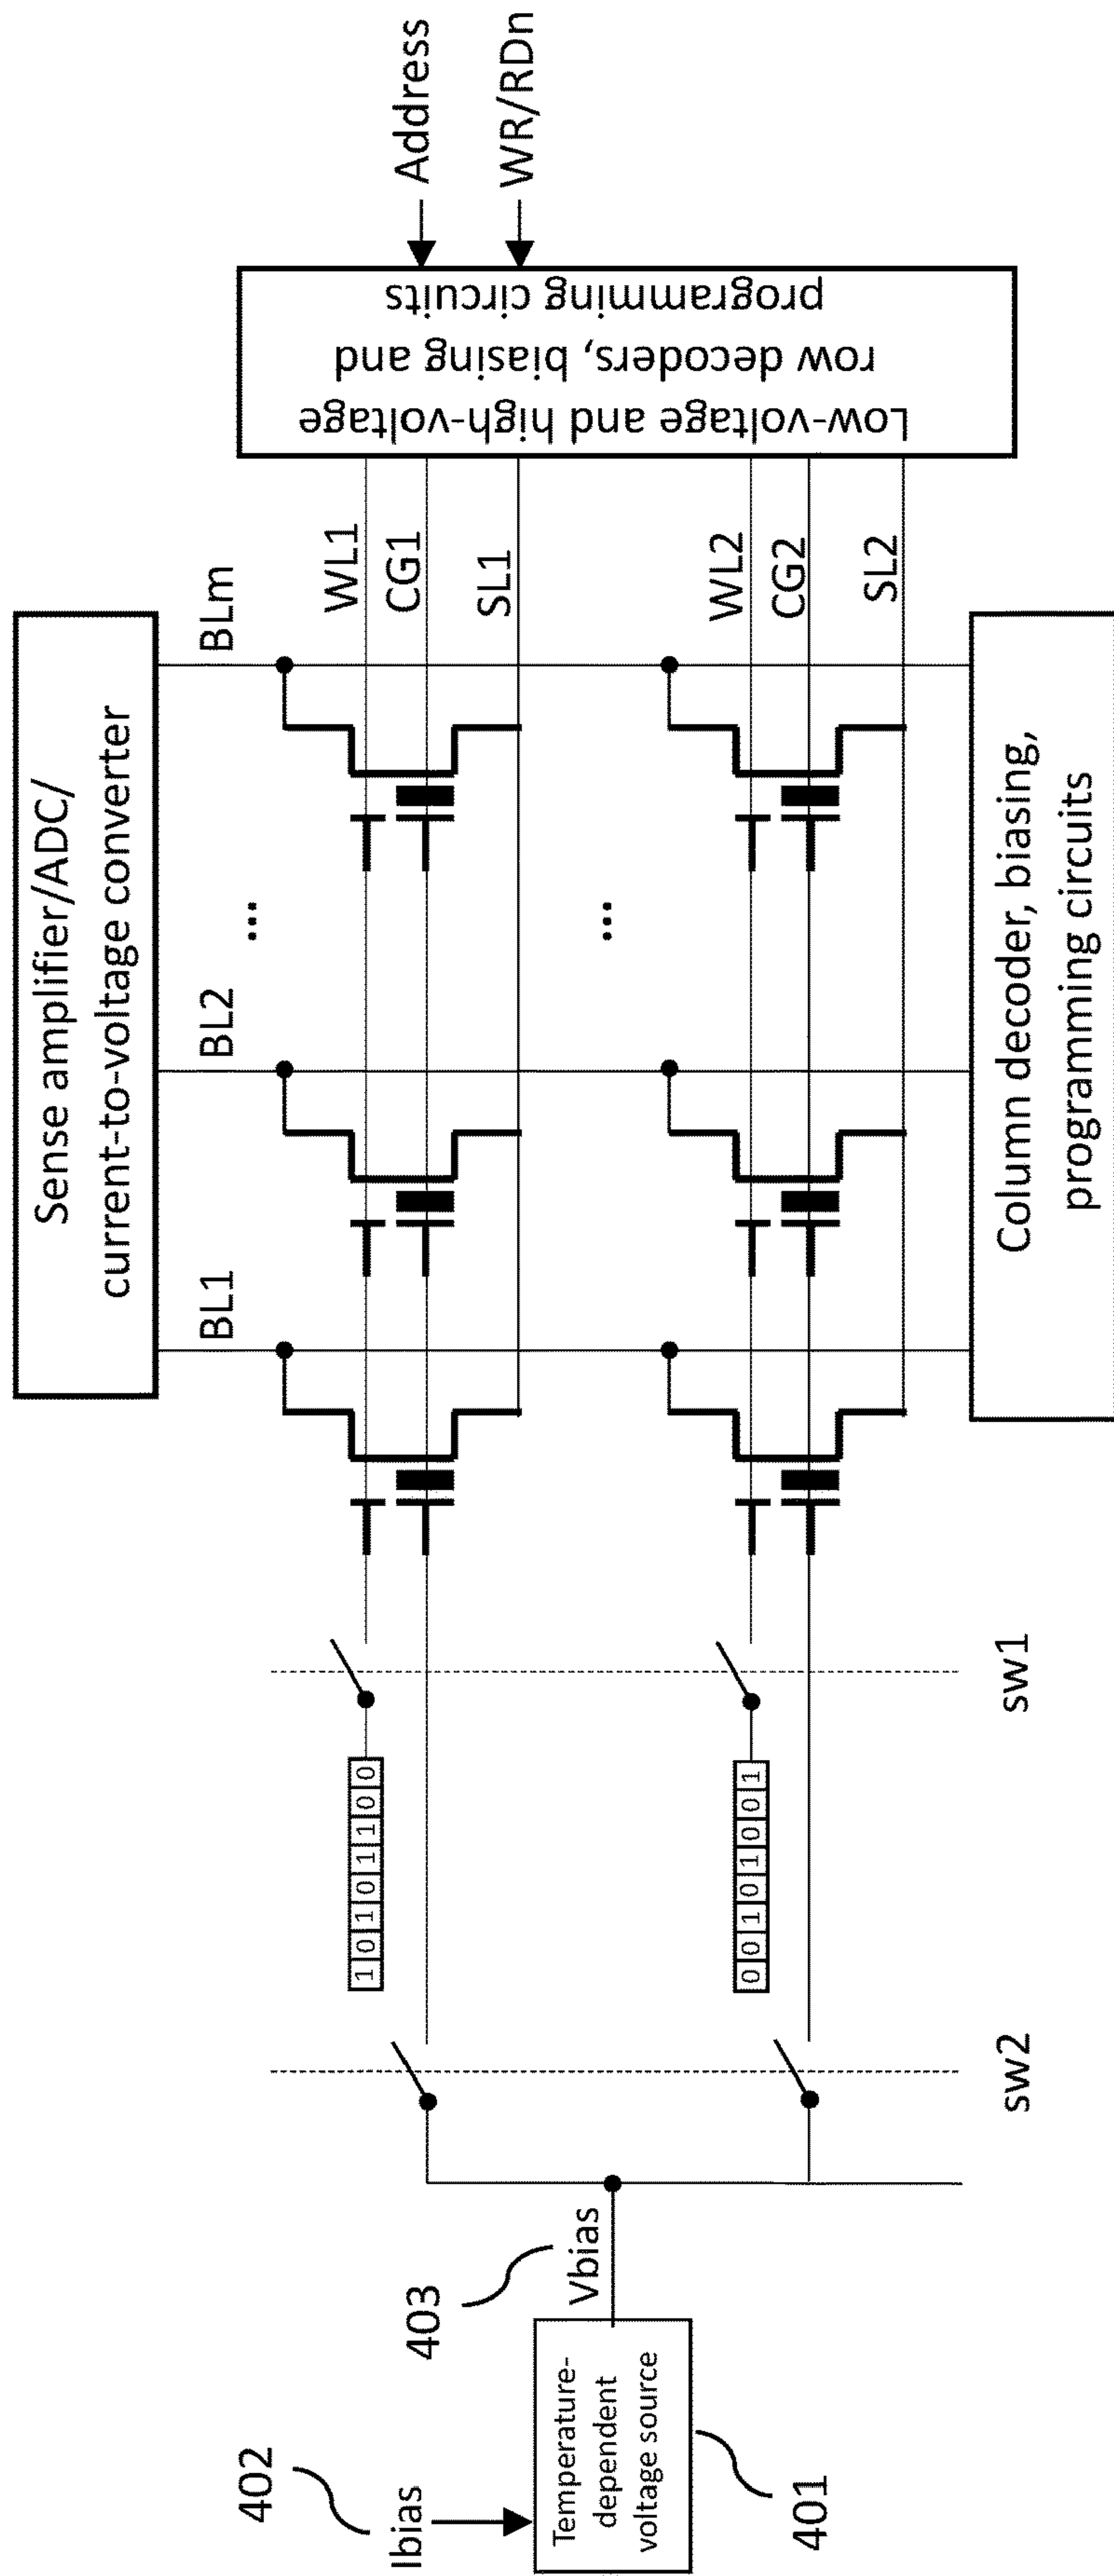 Sense amplifier/ADC/
current-to-voltage converter
BL1
BL2
...
BLm
WL1
CG1
SL1
...
WL2
CG2
SL2
Low-voltage and high-voltage
row decoders, biasing and
programming circuits
Address
WR/RDn
Column decoder, biasing,
programming circuits
1 0 1 0 1 1 0 0
0 0 1 0 1 0 0 1
sw1
sw2
402
Ibias
403
Vbias
Temperature-
dependent
voltage source
401